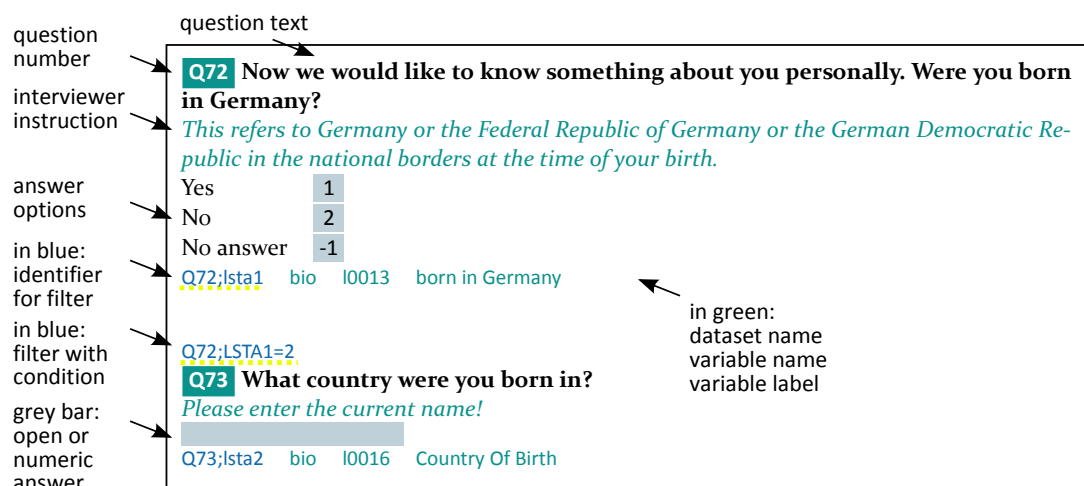 question text
question
number
interviewer
instruction
answer
options
in blue:
identifier
for filter
in blue:
filter with
condition
grey bar:
open or
numeric
answer
Q72 Now we would like to know something about you personally. Were you born
in Germany?
This refers to Germany or the Federal Republic of Germany or the German Democratic Re-
public in the national borders at the time of your birth.
Yes 1
No 2
No answer -1
Q72;lsta1 bio l0013 born in Germany
in green:
dataset name
variable name
variable label
Q72;LSTA1=2
Q73 What country were you born in?
Please enter the current name!
Q73;lsta2 bio l0016 Country Of Birth